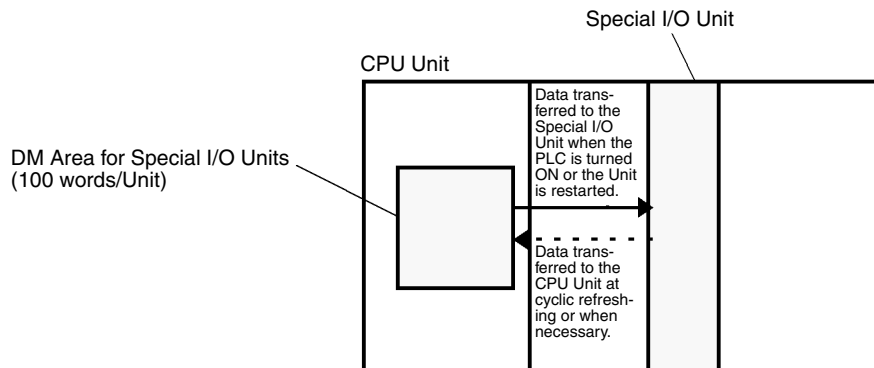 Special I/O Unit
CPU Unit
Data trans-
ferred to the
Special I/O
Unit when the
PLC is turned
ON or the Unit
is restarted.
DM Area for Special I/O Units
(100 words/Unit)
Data trans-
ferred to the
CPU Unit at
cyclic refresh-
ing or when
necessary.